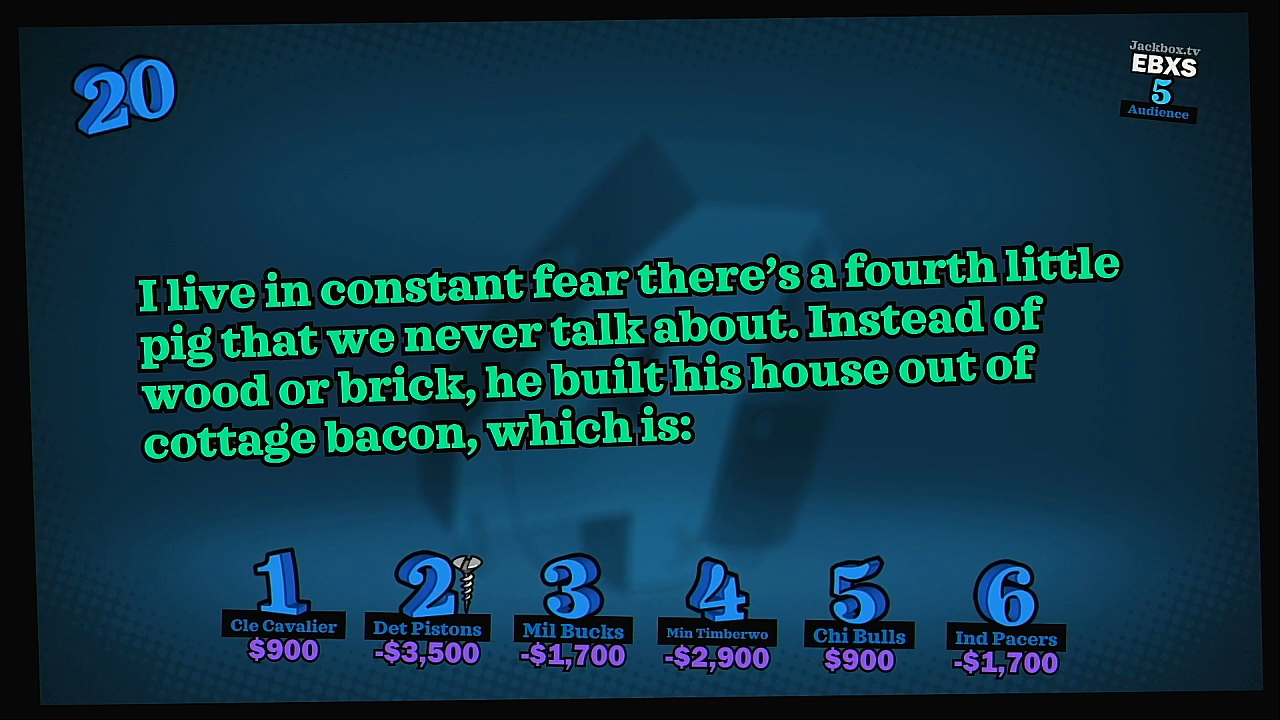 20
Jackbox.tv
EBXS
5
Audience
I live in constant fear there's a fourth little
pig that we never talk about. Instead of
wood or brick, he built his house out of
cottage bacon, which is:
1 2 3 4 5 6
Cle Cavalier Det Pistons Mil Bucks Min Timberwo Chi Bulls Ind Pacers
$900 -$3,500 -$1,700 -$2,900 $900 -$1,700